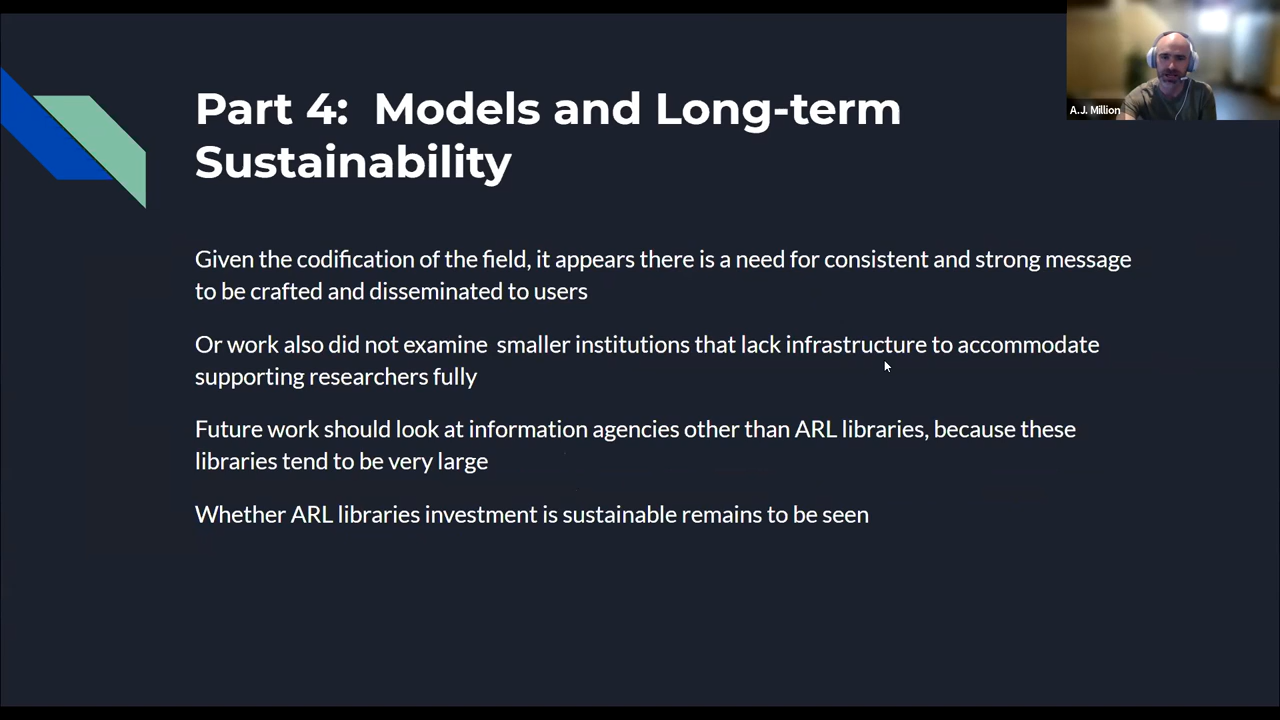 A.J. Million
Part 4:  Models and Long-term
Sustainability
Given the codification of the field, it appears there is a need for consistent and strong message
to be crafted and disseminated to users
Or work also did not examine  smaller institutions that lack infrastructure to accommodate
supporting researchers fully
Future work should look at information agencies other than ARL libraries, because these
libraries tend to be very large
Whether ARL libraries investment is sustainable remains to be seen